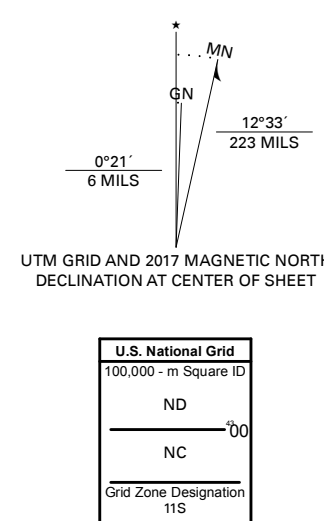 ★
MN
GN
12°33´
223 MILS
0°21´
6 MILS
UTM GRID AND 2017 MAGNETIC NORTH
DECLINATION AT CENTER OF SHEET
U.S. National Grid
100,000 - m Square ID
ND
4300
NC
Grid Zone Designation
11S